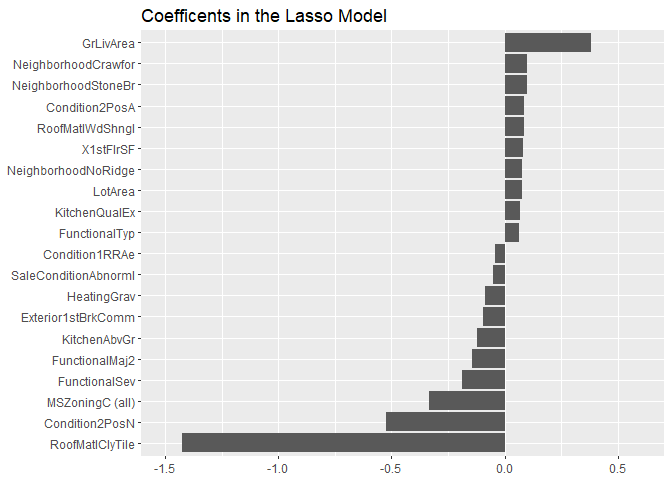 Coefficents in the Lasso Model
GrLivArea
NeighborhoodCrawfor
NeighborhoodStoneBr
Condition2PosA
RoofMatlWdShngl
X1stFlrSF
NeighborhoodNoRidge
LotArea
KitchenQualEx
FunctionalTyp
Condition1RRAe
SaleConditionAbnorml
HeatingGrav
Exterior1stBrkComm
KitchenAbvGr
FunctionalMaj2
FunctionalSev
MSZoningC (all)
Condition2PosN
RoofMatlClyTile
-1.5 -1.0 -0.5 0.0 0.5